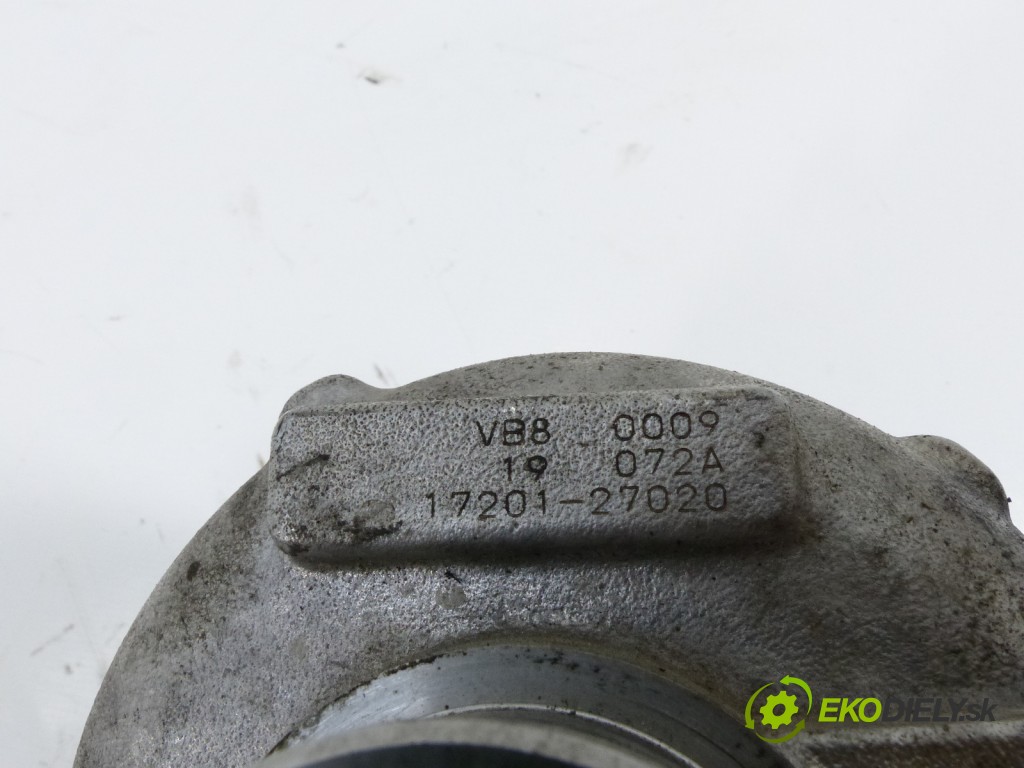 VB8 0009
19 072A
17201-27020
EKODIELY.sk